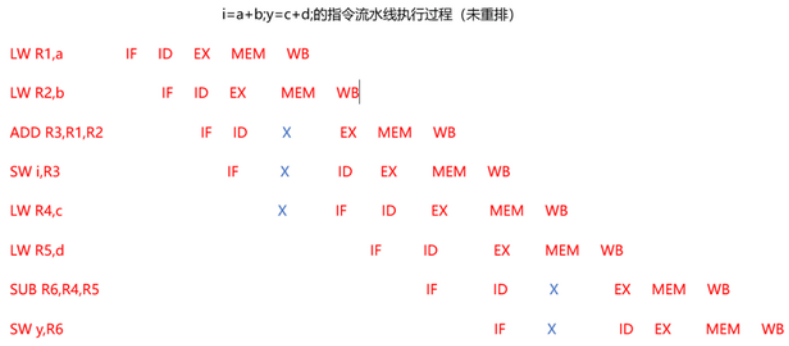 i=a+b;y=c+d;的指令流水线执行过程（未重排）
LW R1,a IF ID EX MEM WB
LW R2,b IF ID EX MEM WB
ADD R3,R1,R2 IF ID X EX MEM WB
SW i,R3 IF X ID EX MEM WB
LW R4,c X IF ID EX MEM WB
LW R5,d IF ID EX MEM WB
SUB R6,R4,R5 IF ID X EX MEM WB
SW y,R6 IF X ID EX MEM WB